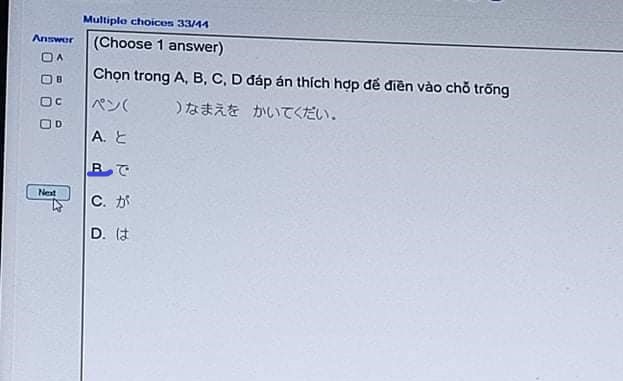 Multiple choices 33/44
Answer
(Choose 1 answer)
A
B
C
D
Next
Chọn trong A, B, C, D đáp án thích hợp để điền vào chỗ trống
ペン( )なまえを かいてくだい。
A. と
B. で
C. が
D. は